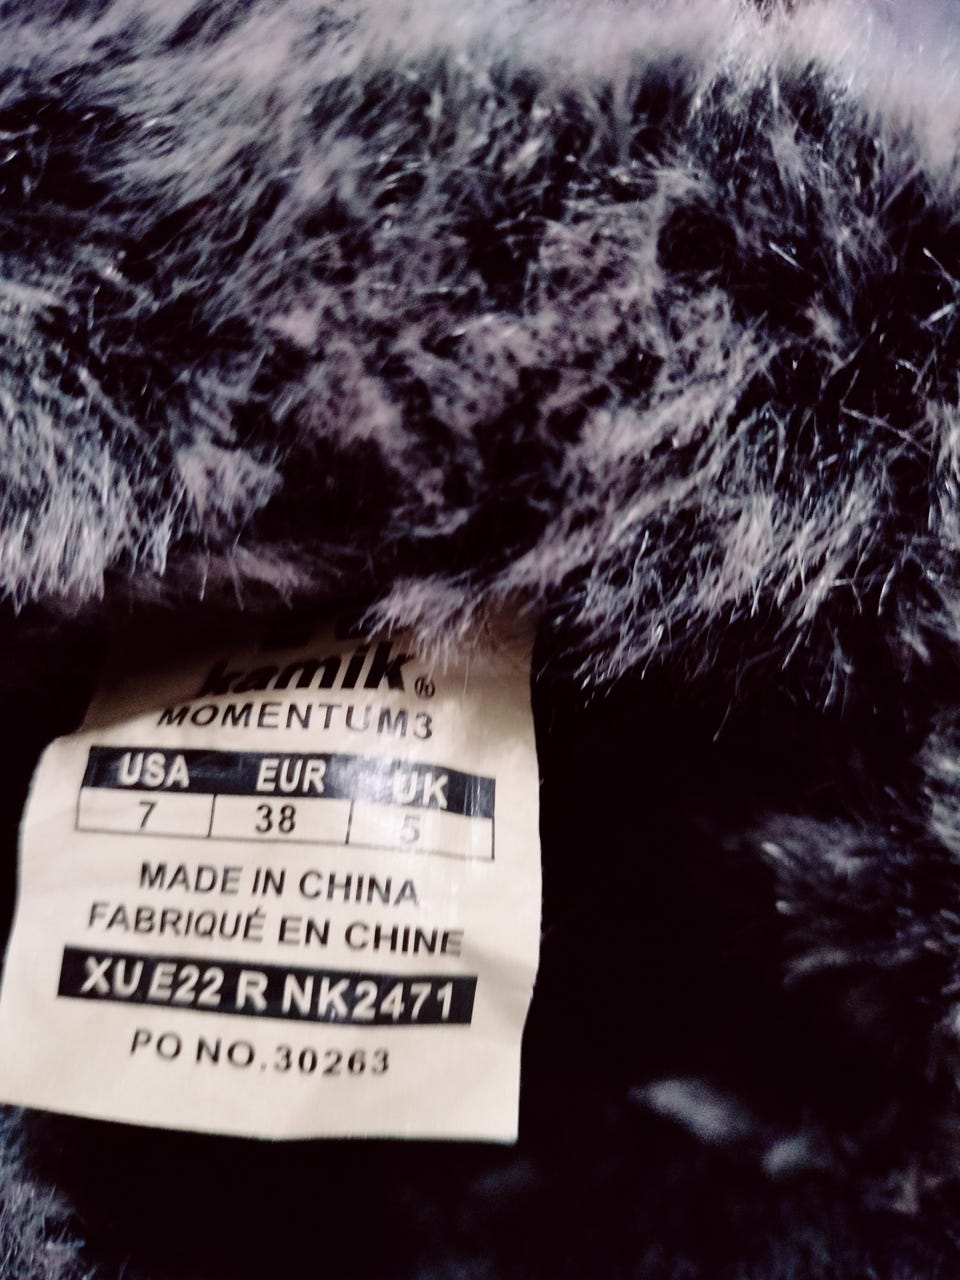 kamik®
MOMENTUM3
USA EUR UK
7 38 5
MADE IN CHINA
FABRIQUÉ EN CHINE
XU E22 R NK2471
PO NO.30263